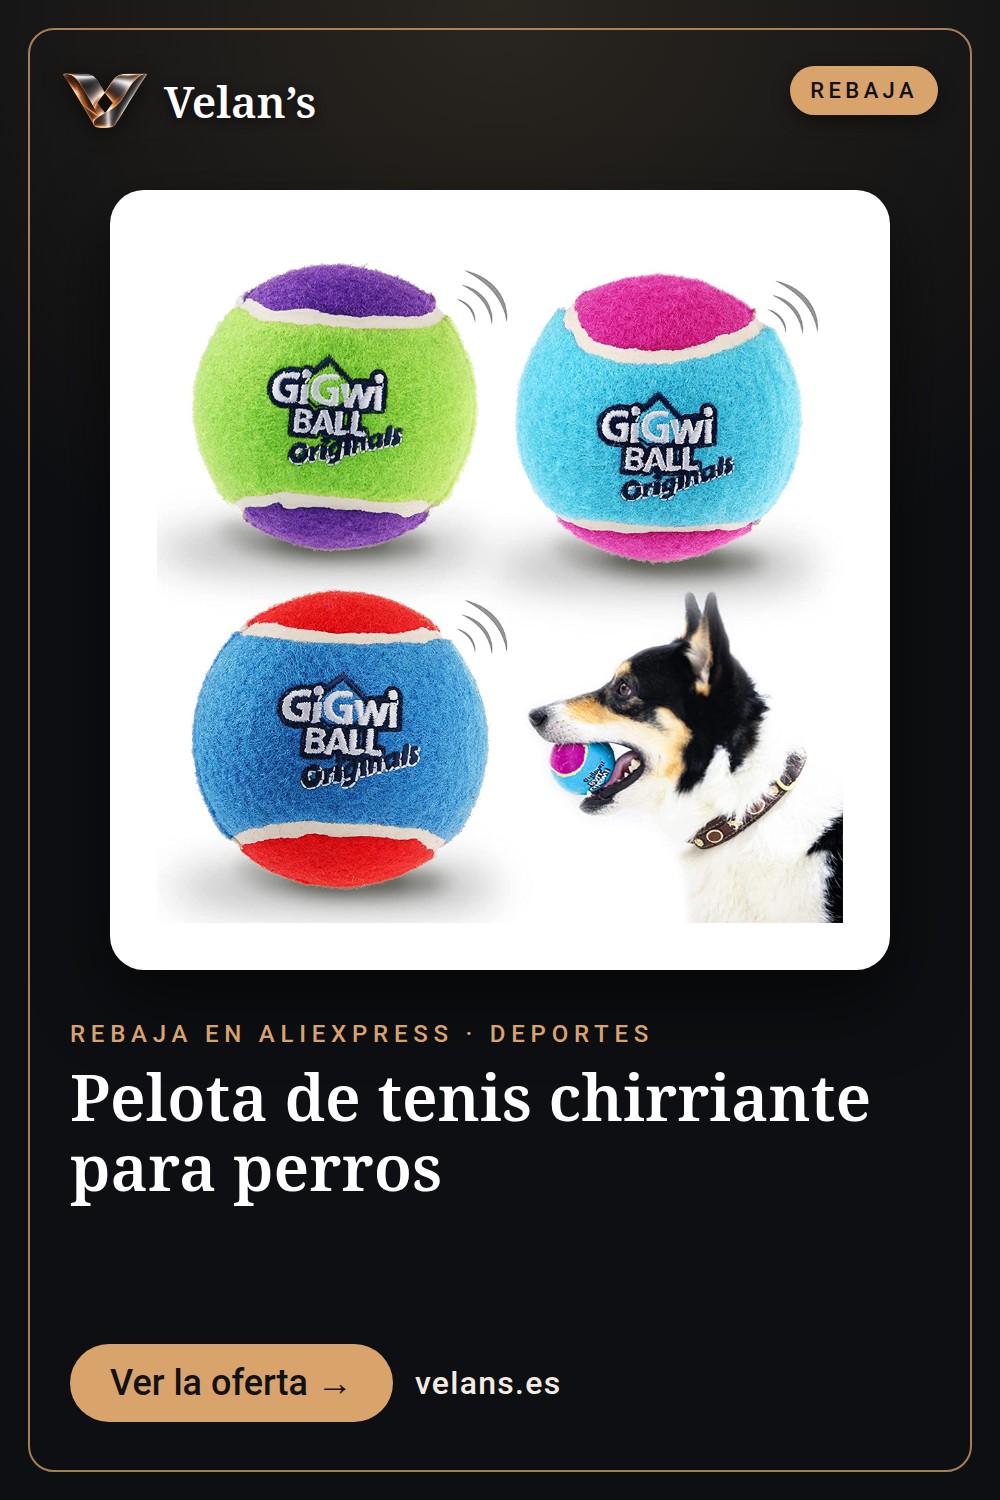 Velan’s
REBAJA
GiGwi
BALL
Originals
GiGwi
BALL
Originals
GiGwi
BALL
Originals
REBAJA EN ALIEXPRESS · DEPORTES
Pelota de tenis chirriante
para perros
Ver la oferta →
velans.es